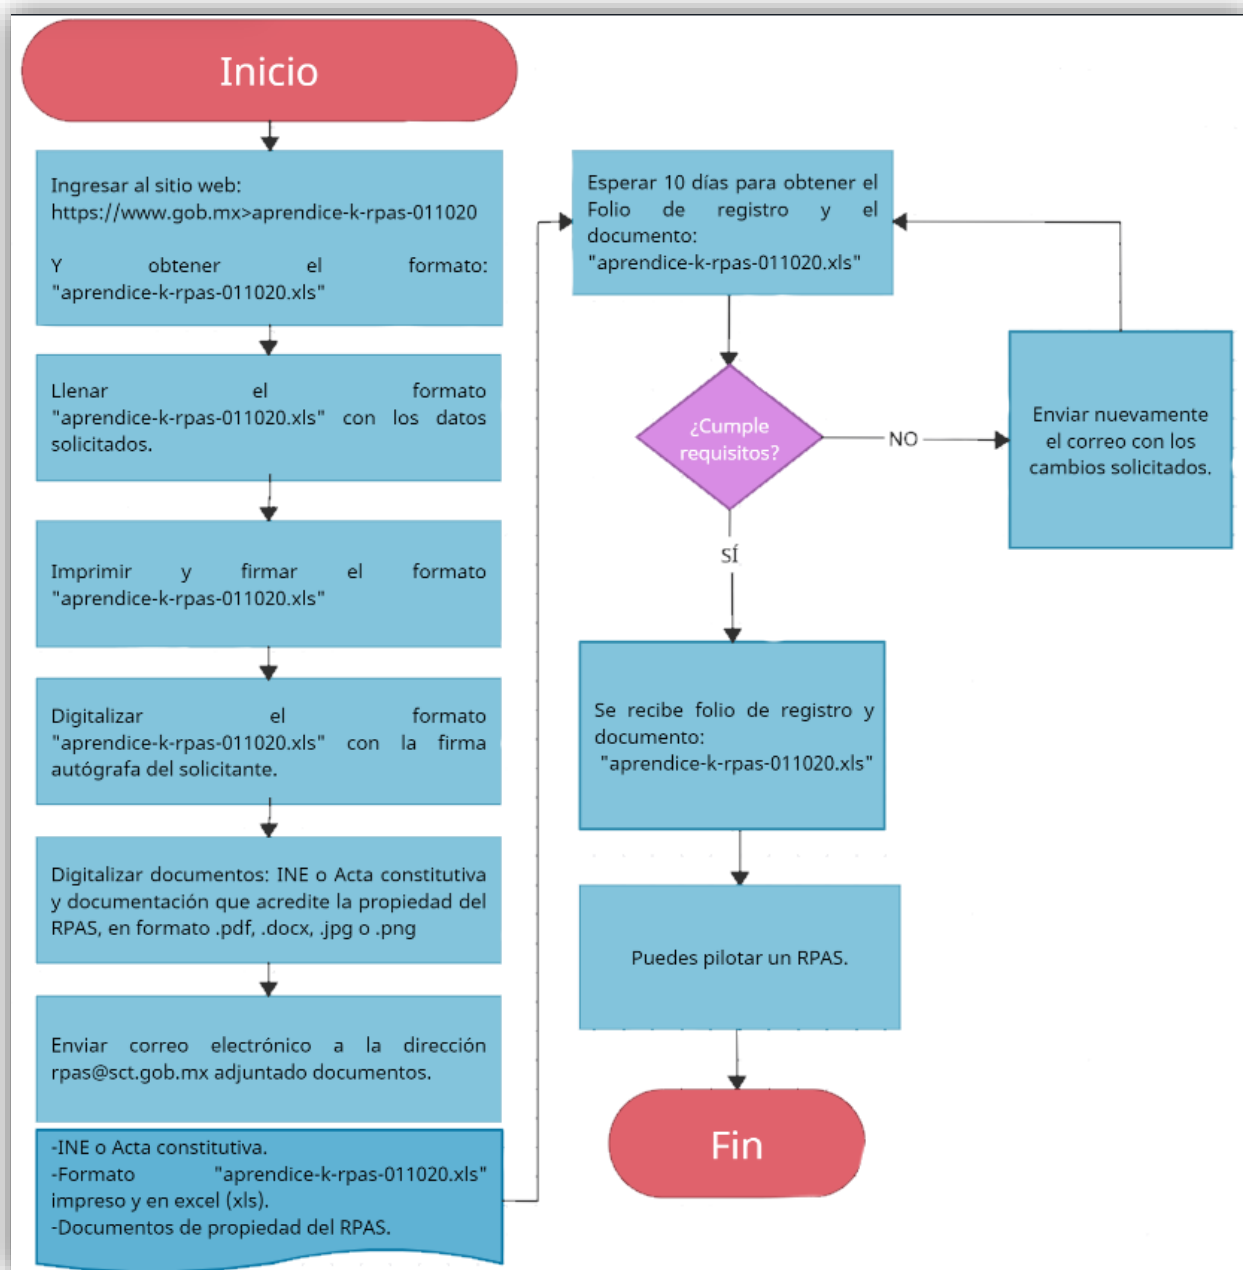 Inicio
Ingresar al sitio web:
https://www.gob.mx>aprendice-k-rpas-011020
Y obtener el formato:
"aprendice-k-rpas-011020.xls"
Llenar el formato
"aprendice-k-rpas-011020.xls" con los datos
solicitados.
Imprimir y firmar el formato
"aprendice-k-rpas-011020.xls"
Digitalizar el formato
"aprendice-k-rpas-011020.xls" con la firma
autógrafa del solicitante.
Digitalizar documentos: INE o Acta constitutiva
y documentación que acredite la propiedad del
RPAS, en formato .pdf, .docx, .jpg o .png
Enviar correo electrónico a la dirección
rpas@sct.gob.mx adjuntado documentos.
-INE o Acta constitutiva.
-Formato "aprendice-k-rpas-011020.xls"
impreso y en excel (xls).
-Documentos de propiedad del RPAS.
Esperar 10 días para obtener el
Folio de registro y el
documento:
"aprendice-k-rpas-011020.xls"
¿Cumple
requisitos?
NO
Enviar nuevamente
el correo con los
cambios solicitados.
SÍ
Se recibe folio de registro y
documento:
"aprendice-k-rpas-011020.xls"
Puedes pilotar un RPAS.
Fin